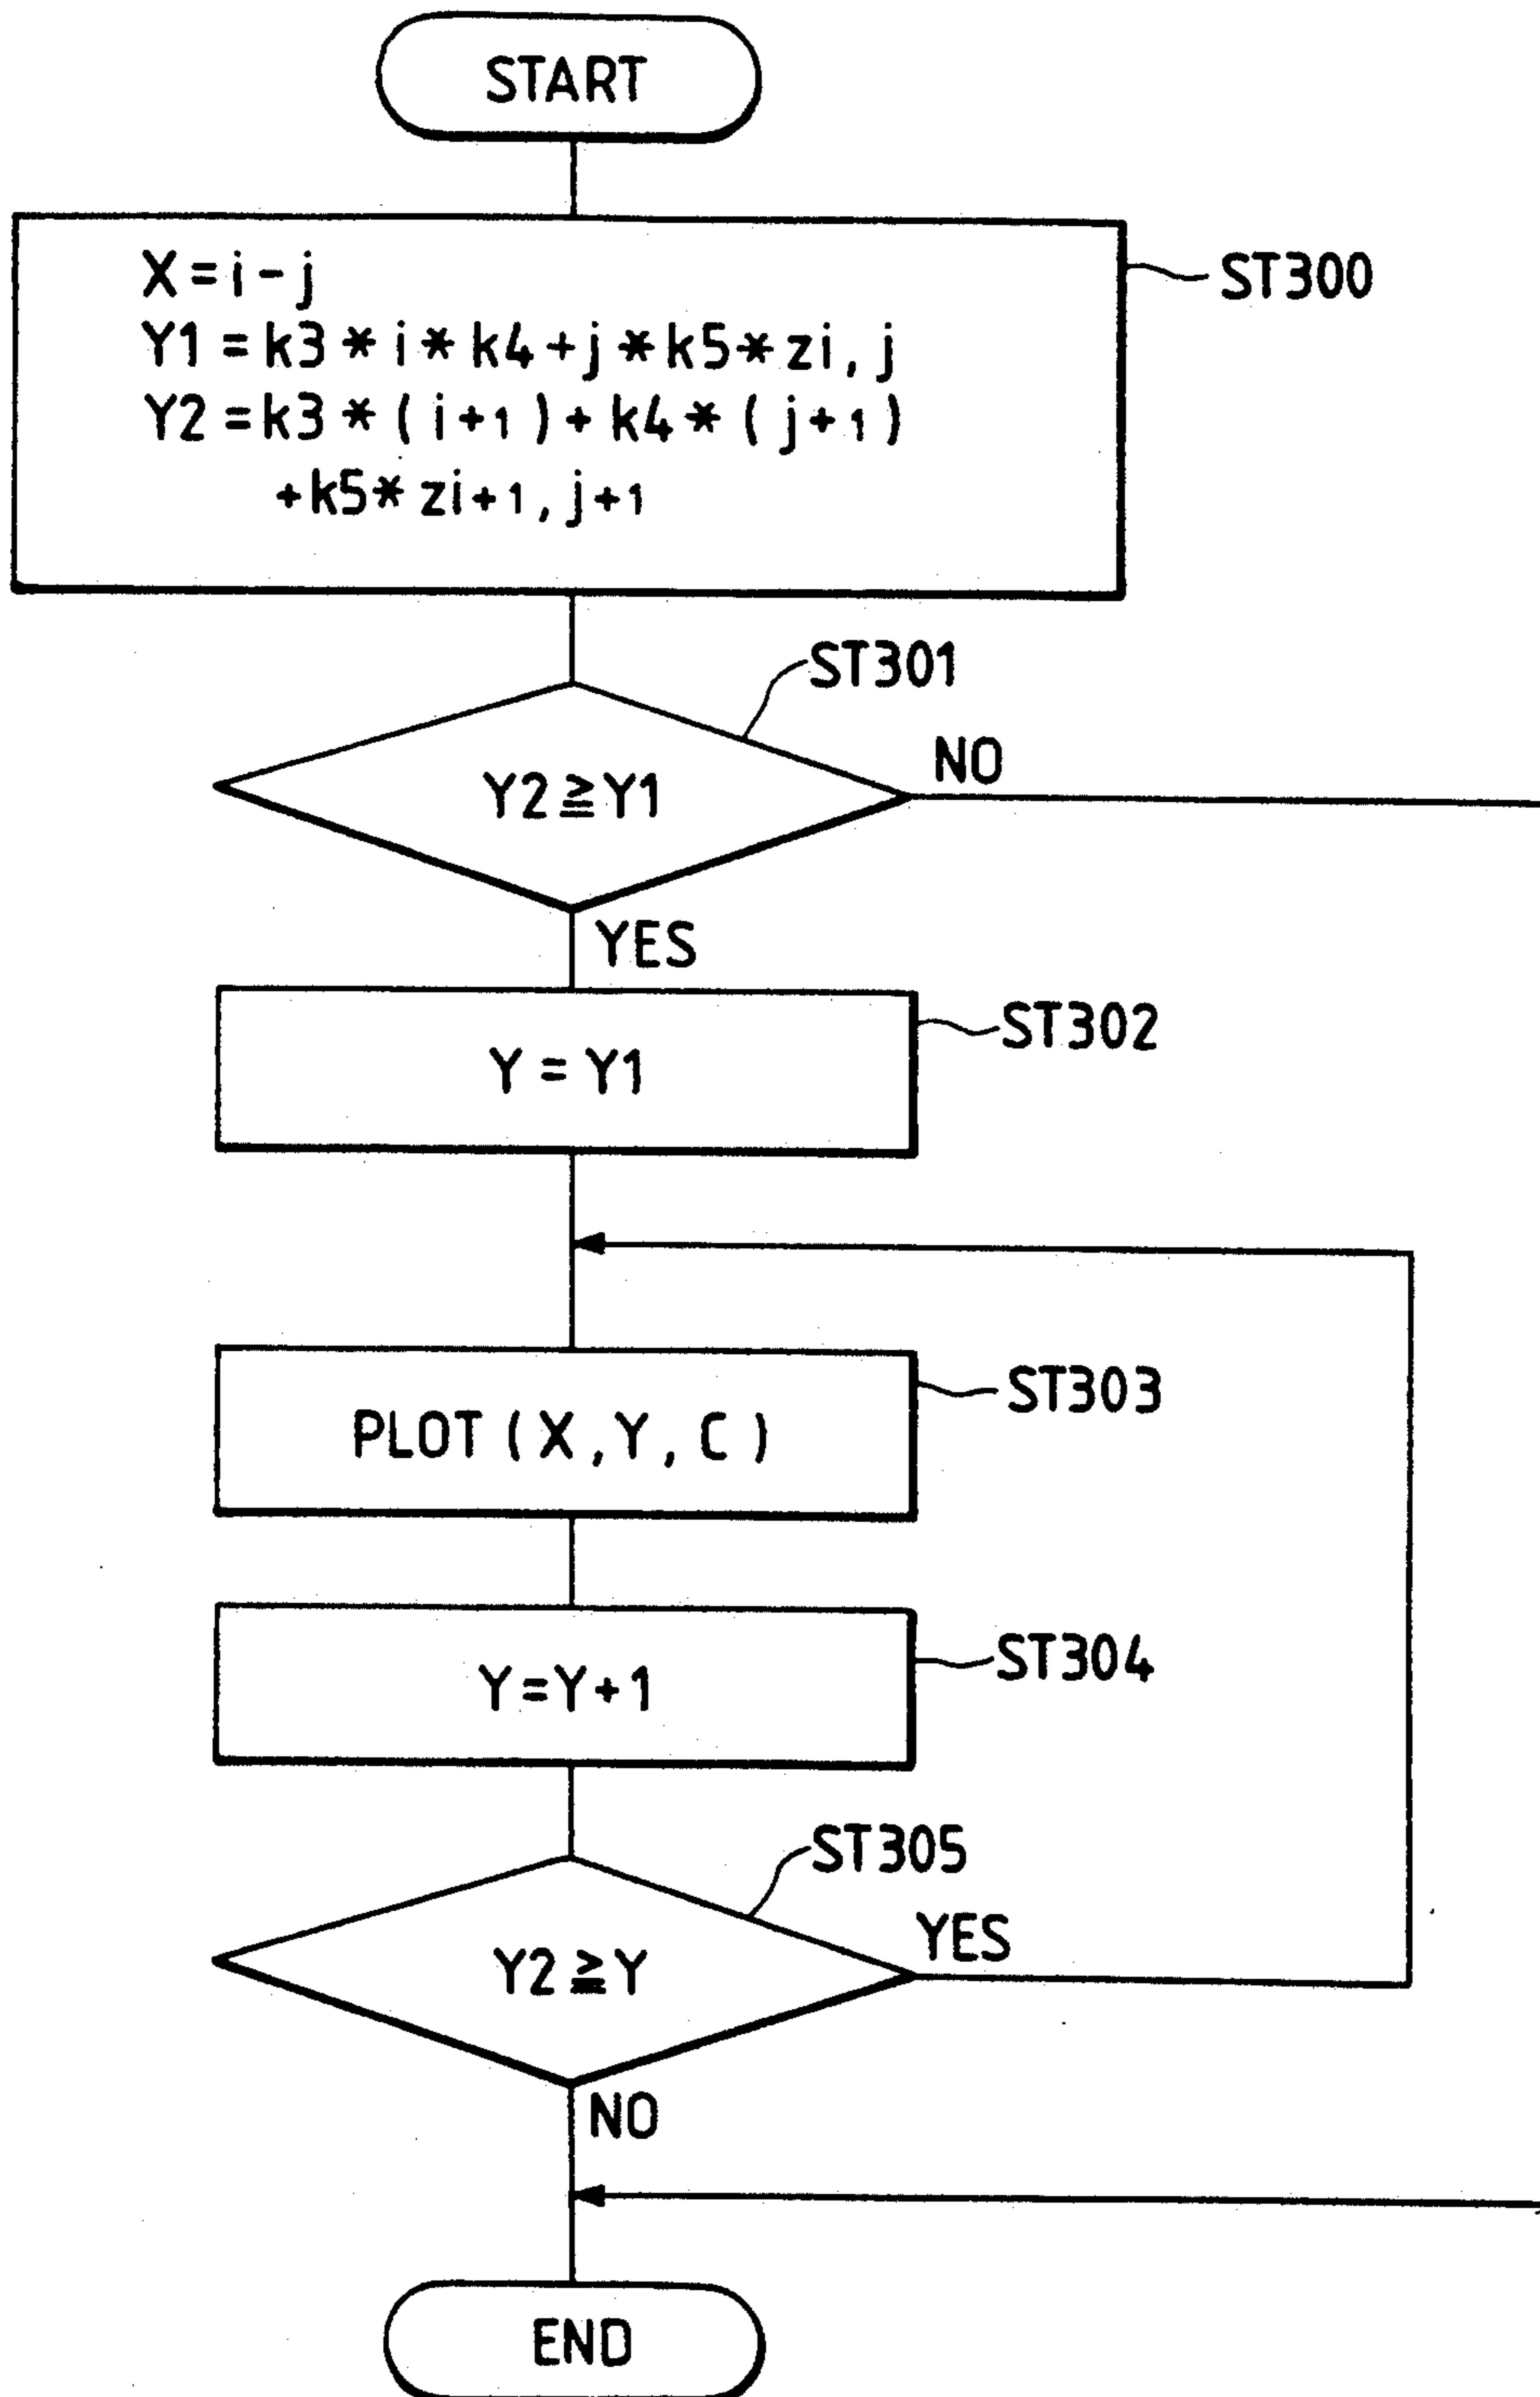 START
X=i-j
ST300
Y1=k3*i*k4+j*k5*zi,j
Y2=k3*(i+1)+k4*(j+1)
+k5*zi+1,j+1
ST301
NO
Y2≧Y1
YES
ST302
Y=Y1
ST303
PLOT(X,Y,C)
ST304
Y=Y+1
ST305
YES
Y2≧Y
NO
END